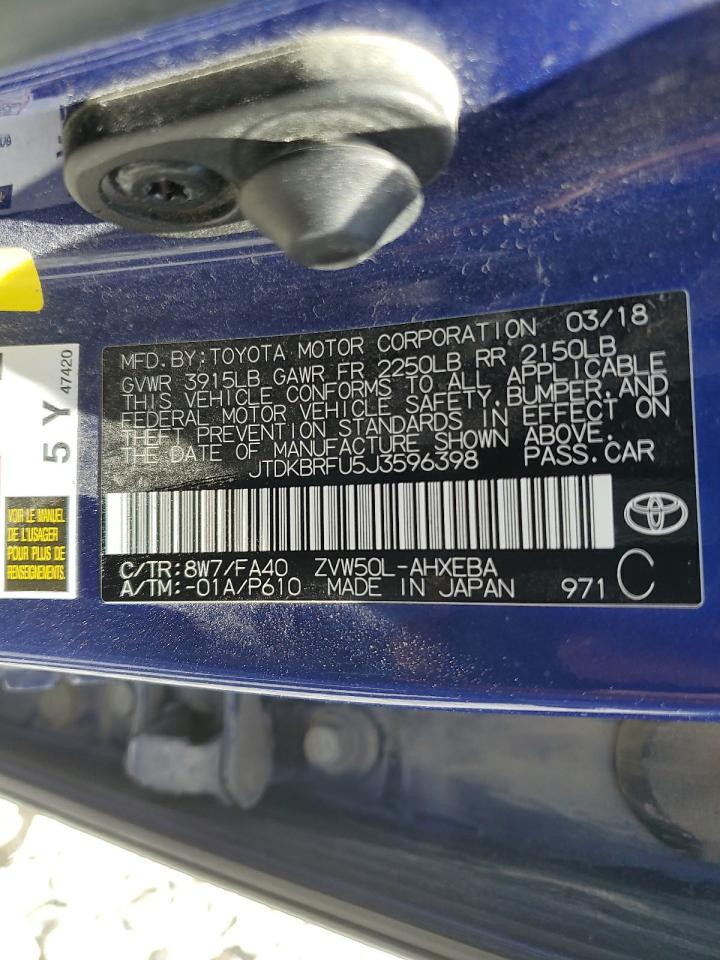 MFD.BY:TOYOTA MOTOR CORPORATION 03/18
GVWR 3915LB GAWR FR 2250LB RR 2150LB
THIS VEHICLE CONFORMS TO ALL APPLICABLE
FEDERAL MOTOR VEHICLE SAFETY,BUMPER,AND
THEFT PREVENTION STANDARDS IN EFFECT ON
THE DATE OF MANUFACTURE SHOWN ABOVE.
JTDKBRFU5J3596398 PASS.CAR
C/TR:8W7/FA40 ZVW50L-AHXEBA
A/TM:-01A/P610 MADE IN JAPAN 971 C
5 Y
47420
VOIR LE MANUEL
DE L'USAGER
POUR PLUS DE
RENSEIGNEMENTS